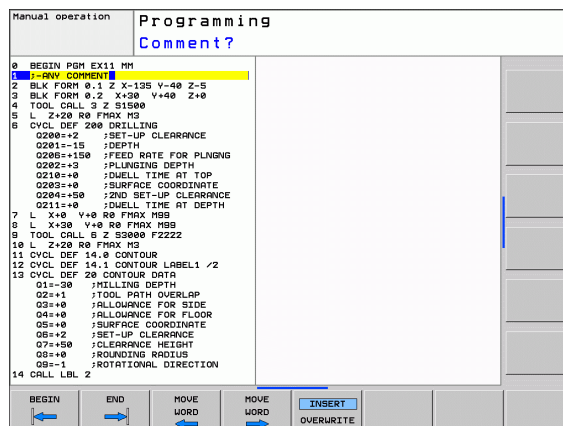 Manual operation
Programming
Comment?
0 BEGIN PGM EX11 MM
1 ;-ANY COMMENT
2 BLK FORM 0.1 Z X-135 Y-40 Z-5
3 BLK FORM 0.2 X+30 Y+40 Z+0
4 TOOL CALL 3 Z S1500
5 L Z+20 R0 FMAX M3
6 CYCL DEF 200 DRILLING
Q200=+2 ;SET-UP CLEARANCE
Q201=-15 ;DEPTH
Q206=+150 ;FEED RATE FOR PLNGNG
Q202=+3 ;PLUNGING DEPTH
Q210=+0 ;DWELL TIME AT TOP
Q203=+0 ;SURFACE COORDINATE
Q204=+50 ;2ND SET-UP CLEARANCE
Q211=+0 ;DWELL TIME AT DEPTH
7 L X+0 Y+0 R0 FMAX M99
8 L X+30 Y+0 R0 FMAX M99
9 TOOL CALL 6 Z S3000 F2222
10 L Z+20 R0 FMAX M3
11 CYCL DEF 14.0 CONTOUR
12 CYCL DEF 14.1 CONTOUR LABEL1 /2
13 CYCL DEF 20 CONTOUR DATA
Q1=-30 ;MILLING DEPTH
Q2=+1 ;TOOL PATH OVERLAP
Q3=+0 ;ALLOWANCE FOR SIDE
Q4=+0 ;ALLOWANCE FOR FLOOR
Q5=+0 ;SURFACE COORDINATE
Q6=+2 ;SET-UP CLEARANCE
Q7=+50 ;CLEARANCE HEIGHT
Q8=+0 ;ROUNDING RADIUS
Q9=-1 ;ROTATIONAL DIRECTION
14 CALL LBL 2
BEGIN
END
MOVE WORD
MOVE WORD
INSERT
OVERWRITE